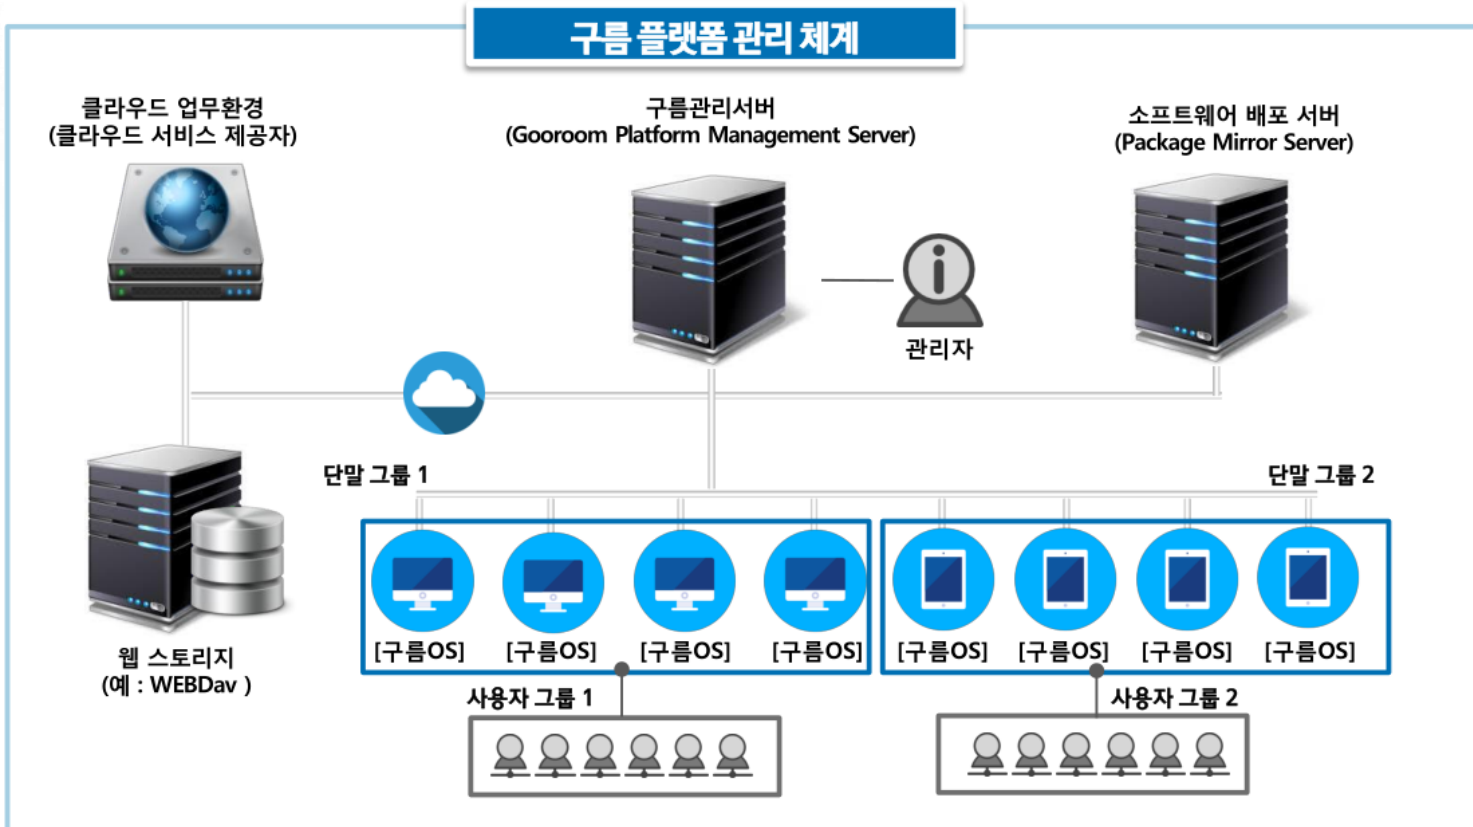 구름 플랫폼 관리 체계
클라우드 업무환경
(클라우드 서비스 제공자)
구름관리서버
(Gooroom Platform Management Server)
소프트웨어 배포 서버
(Package Mirror Server)
관리자
단말 그룹 1
단말 그룹 2
[구름OS]
[구름OS]
[구름OS]
[구름OS]
[구름OS]
[구름OS]
[구름OS]
[구름OS]
웹 스토리지
(예 : WEBDav )
사용자 그룹 1
사용자 그룹 2